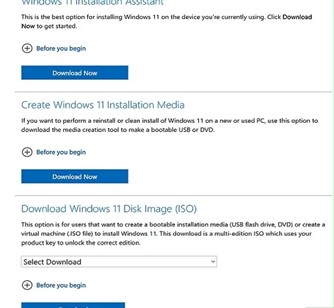 Windows 11 Installation Assistant
This is the best option for installing Windows 11 on the device you're currently using. Click Download
Now to get started.
Before you begin
Download Now
Create Windows 11 Installation Media
If you want to perform a reinstall or clean install of Windows 11 on a new or used PC, use this option to
download the media creation tool to make a bootable USB or DVD.
Before you begin
Download Now
Download Windows 11 Disk Image (ISO)
This option is for users that want to create a bootable installation media (USB flash drive, DVD) or create a
virtual machine (ISO file) to install Windows 11. This download is a multi-edition ISO which uses your
product key to unlock the correct edition.
Select Download
Before you begin